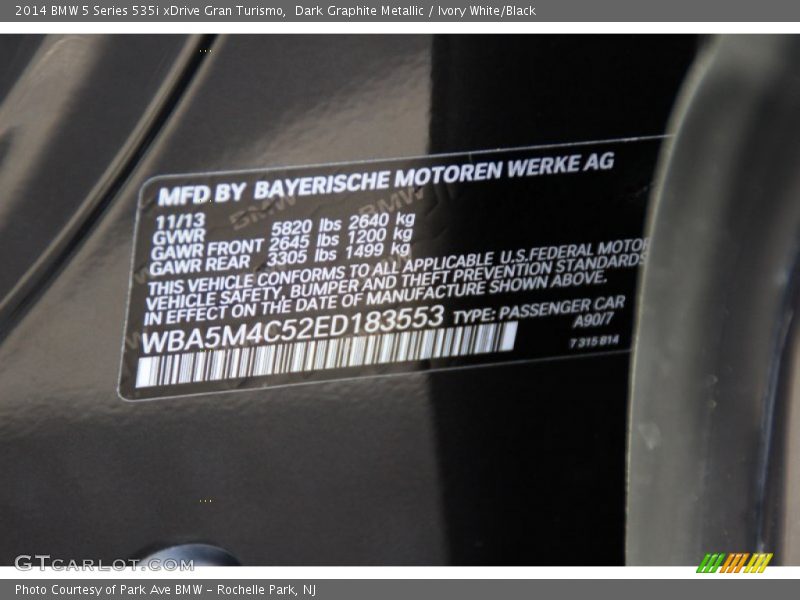 2014 BMW 5 Series 535i xDrive Gran Turismo,  Dark Graphite Metallic / Ivory White/Black
MFD BY BAYERISCHE MOTOREN WERKE AG
11/13
GVWR 5820 lbs 2640 kg
GAWR FRONT 2645 lbs 1200 kg
GAWR REAR 3305 lbs 1499 kg
THIS VEHICLE CONFORMS TO ALL APPLICABLE U.S.FEDERAL MOTOR
VEHICLE SAFETY, BUMPER AND THEFT PREVENTION STANDARDS
IN EFFECT ON THE DATE OF MANUFACTURE SHOWN ABOVE.
WBA5M4C52ED183553 TYPE: PASSENGER CAR
A90/7
7 315 814
GTcarlot.com
Photo Courtesy of Park Ave BMW - Rochelle Park, NJ